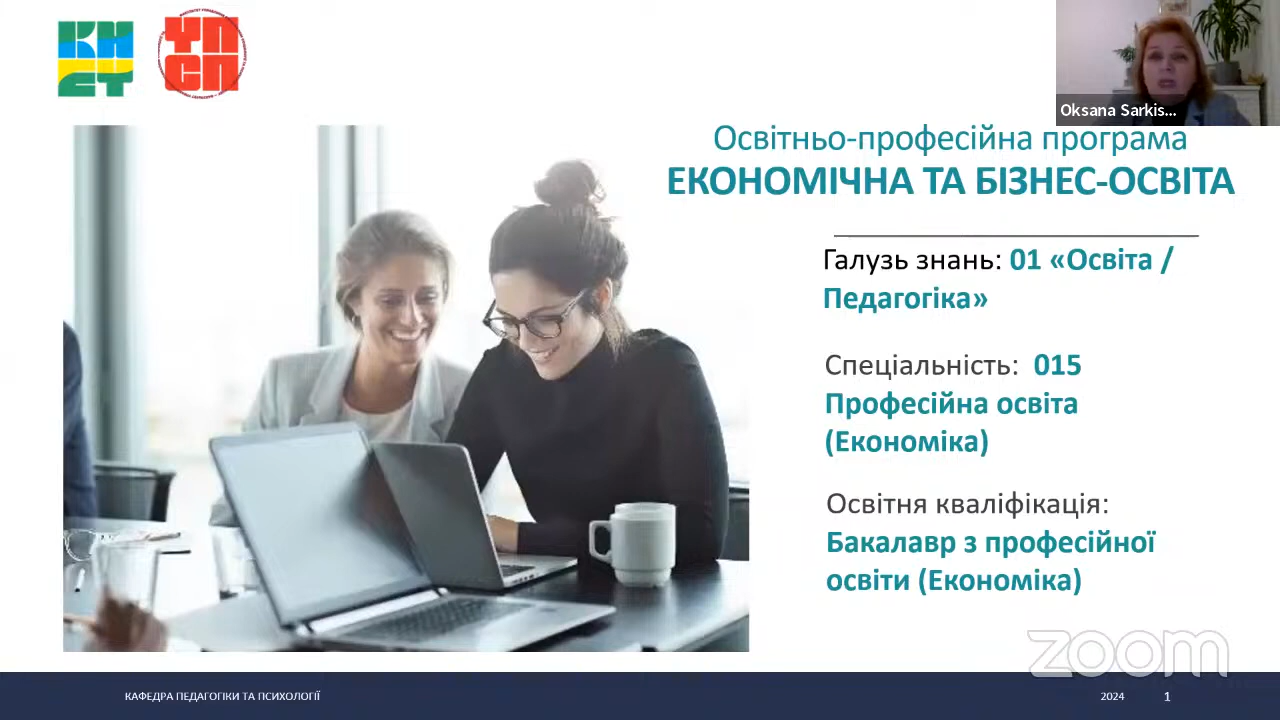 КН
ЕТ
УП
СП
Oksana Sarkis...
Освітньо-професійна програма
ЕКОНОМІЧНА ТА БІЗНЕС-ОСВІТА
Галузь знань: 01 «Освіта /
Педагогіка»
Спеціальність: 015
Професійна освіта
(Економіка)
Освітня кваліфікація:
Бакалавр з професійної
освіти (Економіка)
zoom
КАФЕДРА ПЕДАГОГІКИ ТА ПСИХОЛОГІЇ
2024
1